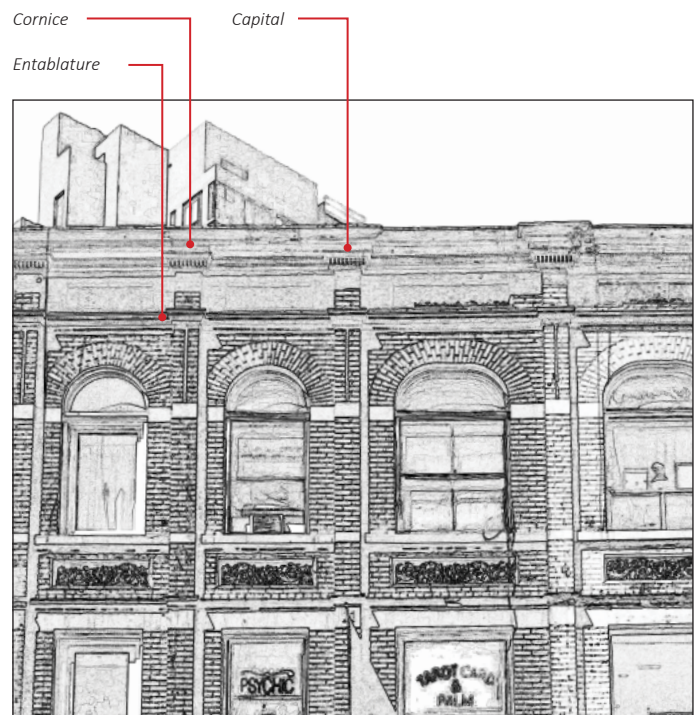 Cornice
Capital
Entablature
PSYCHIC
TAROT CARD
&
PALM